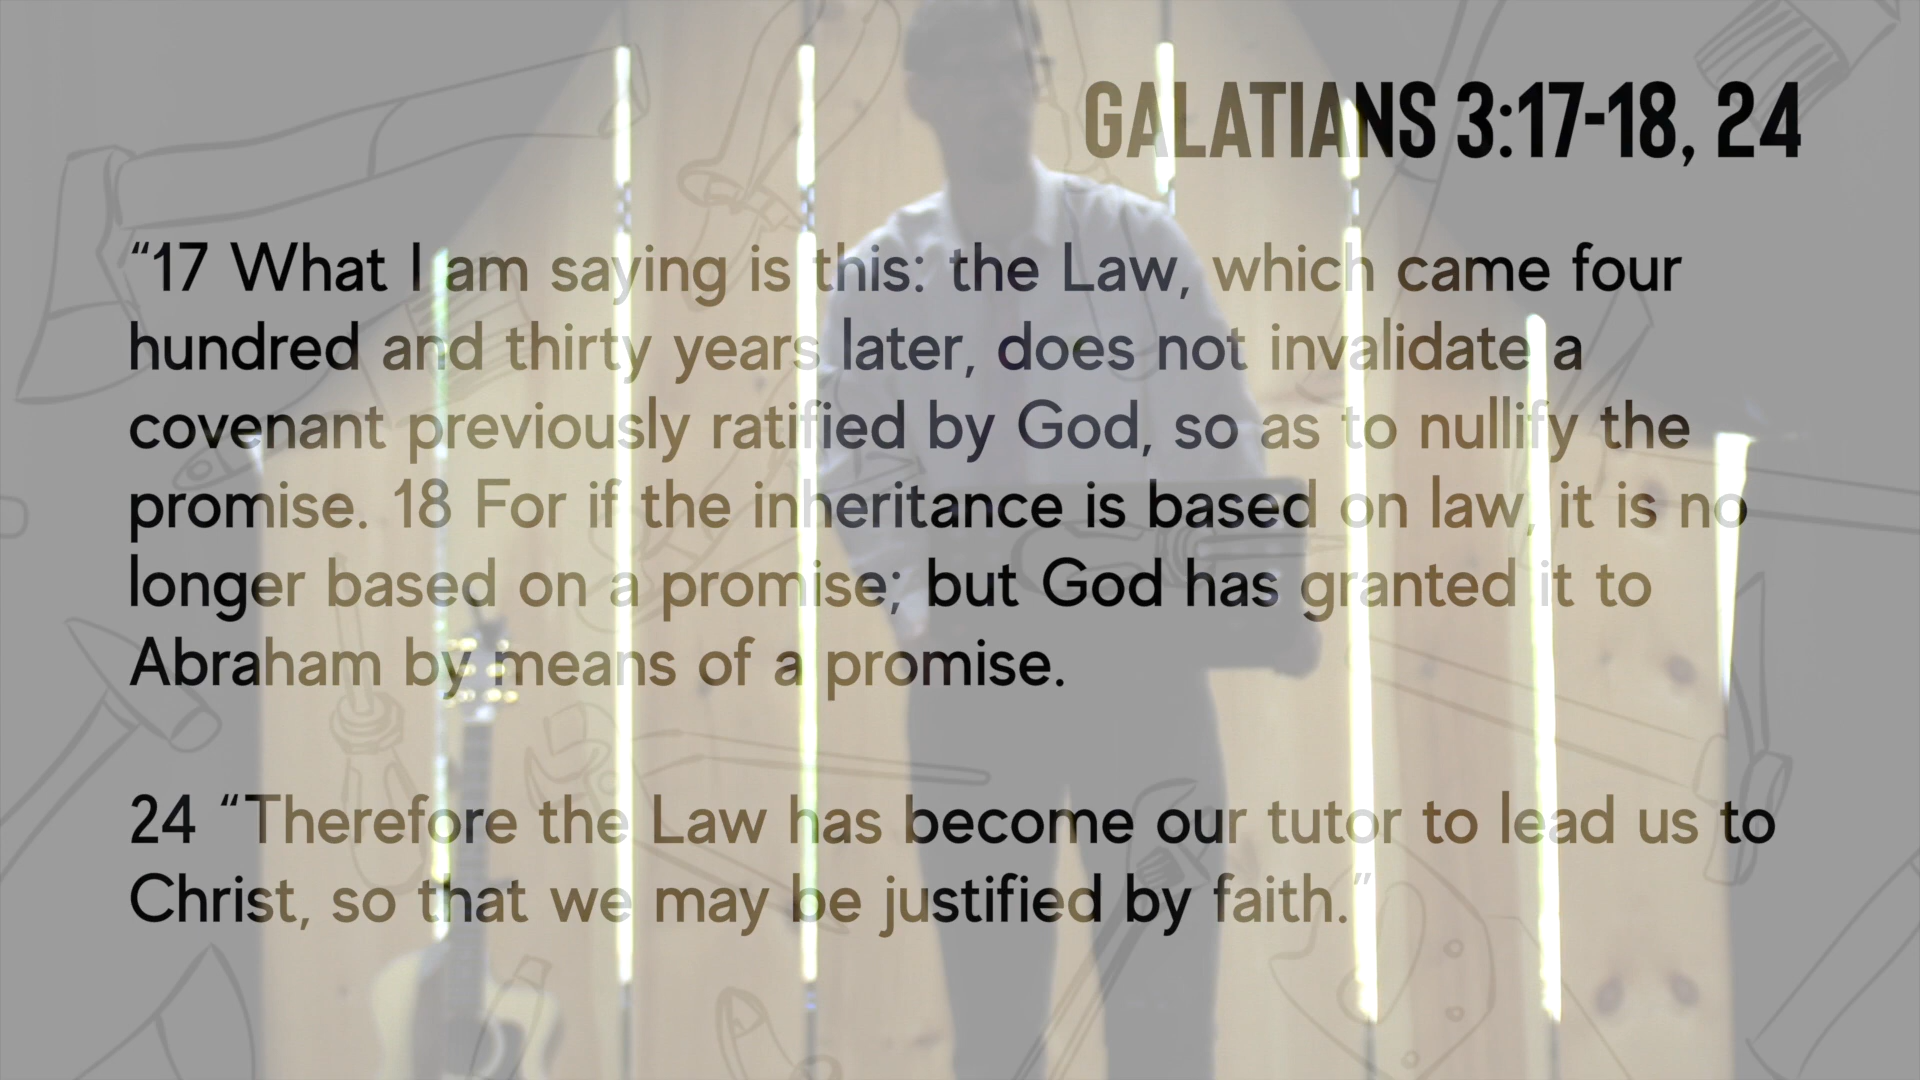 GALATIANS 3:17-18, 24
“17 What I am saying is this: the Law, which came four
hundred and thirty years later, does not invalidate a
covenant previously ratified by God, so as to nullify the
promise. 18 For if the inheritance is based on law, it is no
longer based on a promise; but God has granted it to
Abraham by means of a promise.
24 “Therefore the Law has become our tutor to lead us to
Christ, so that we may be justified by faith.”